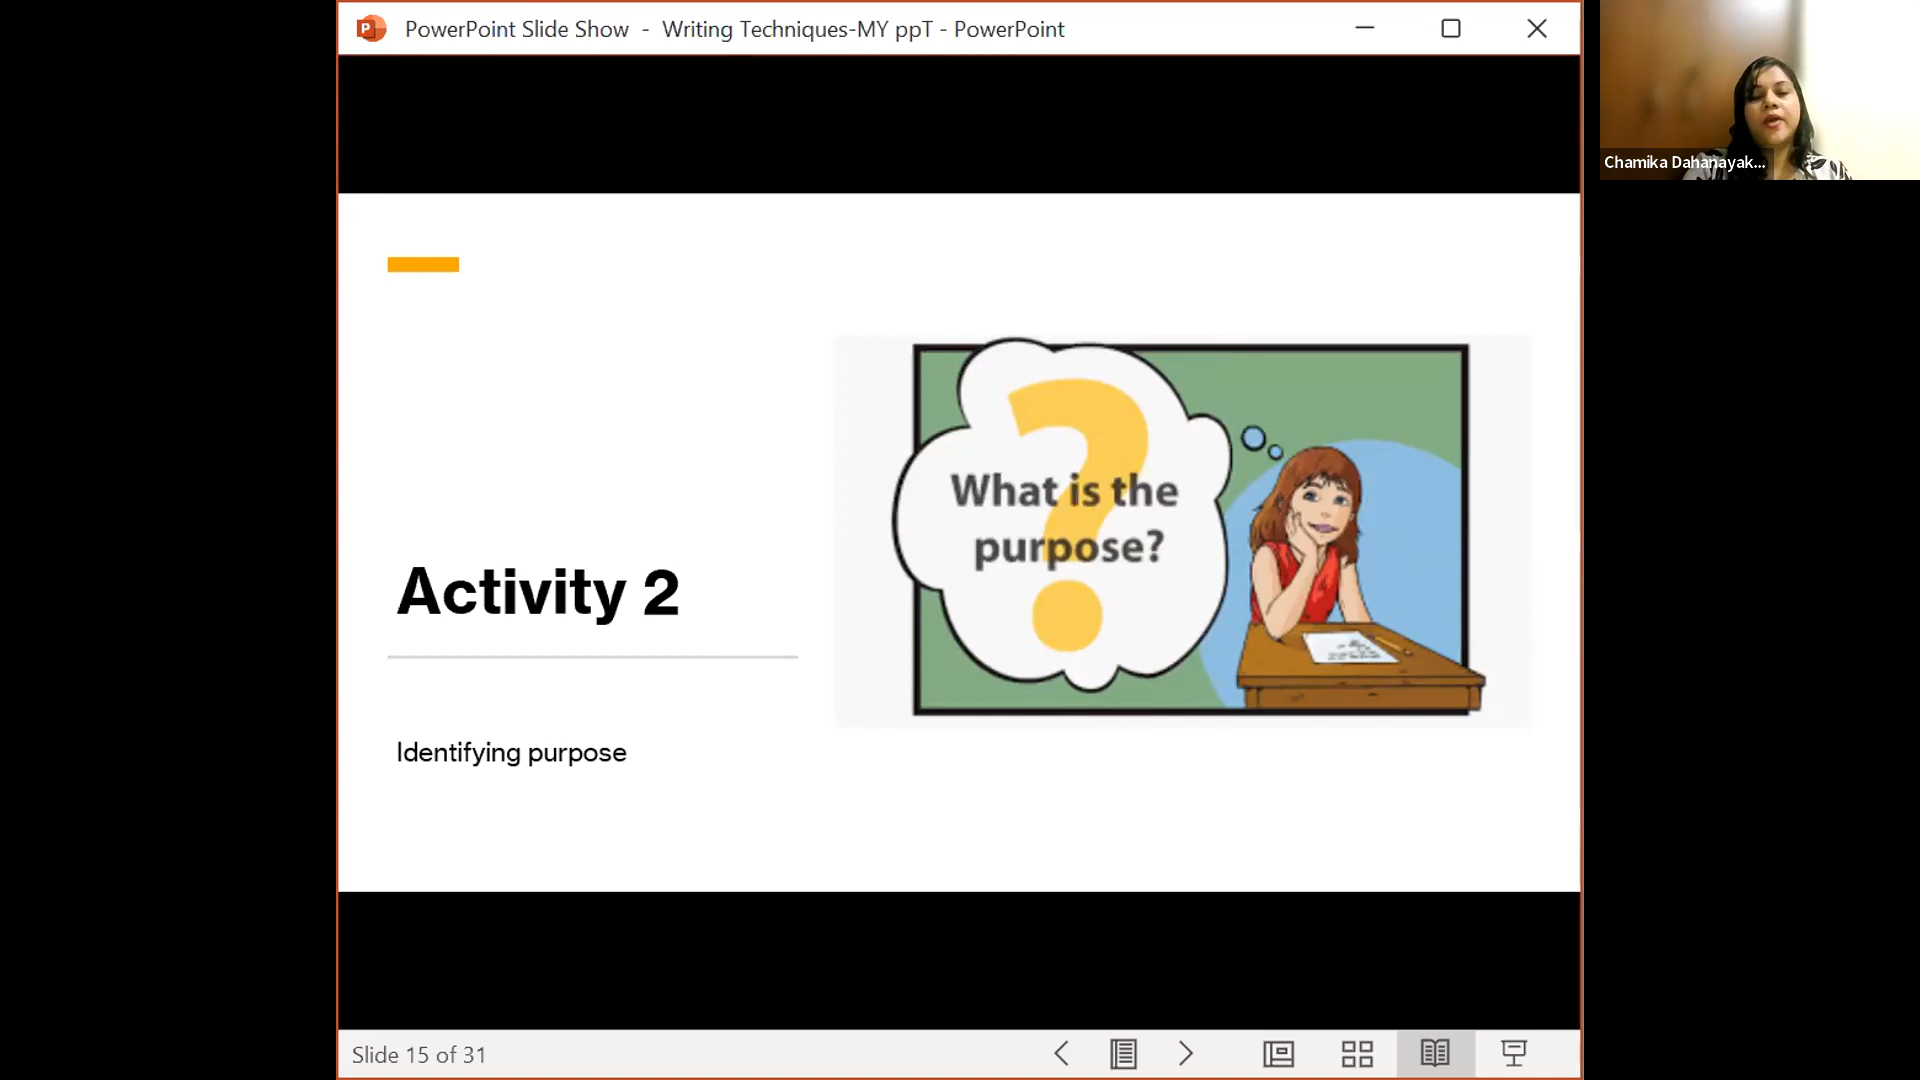 PowerPoint Slide Show - Writing Techniques-MY ppT - PowerPoint
Chamika Dahanayak...
What is the
purpose?
Activity 2
Identifying purpose
Slide 15 of 31